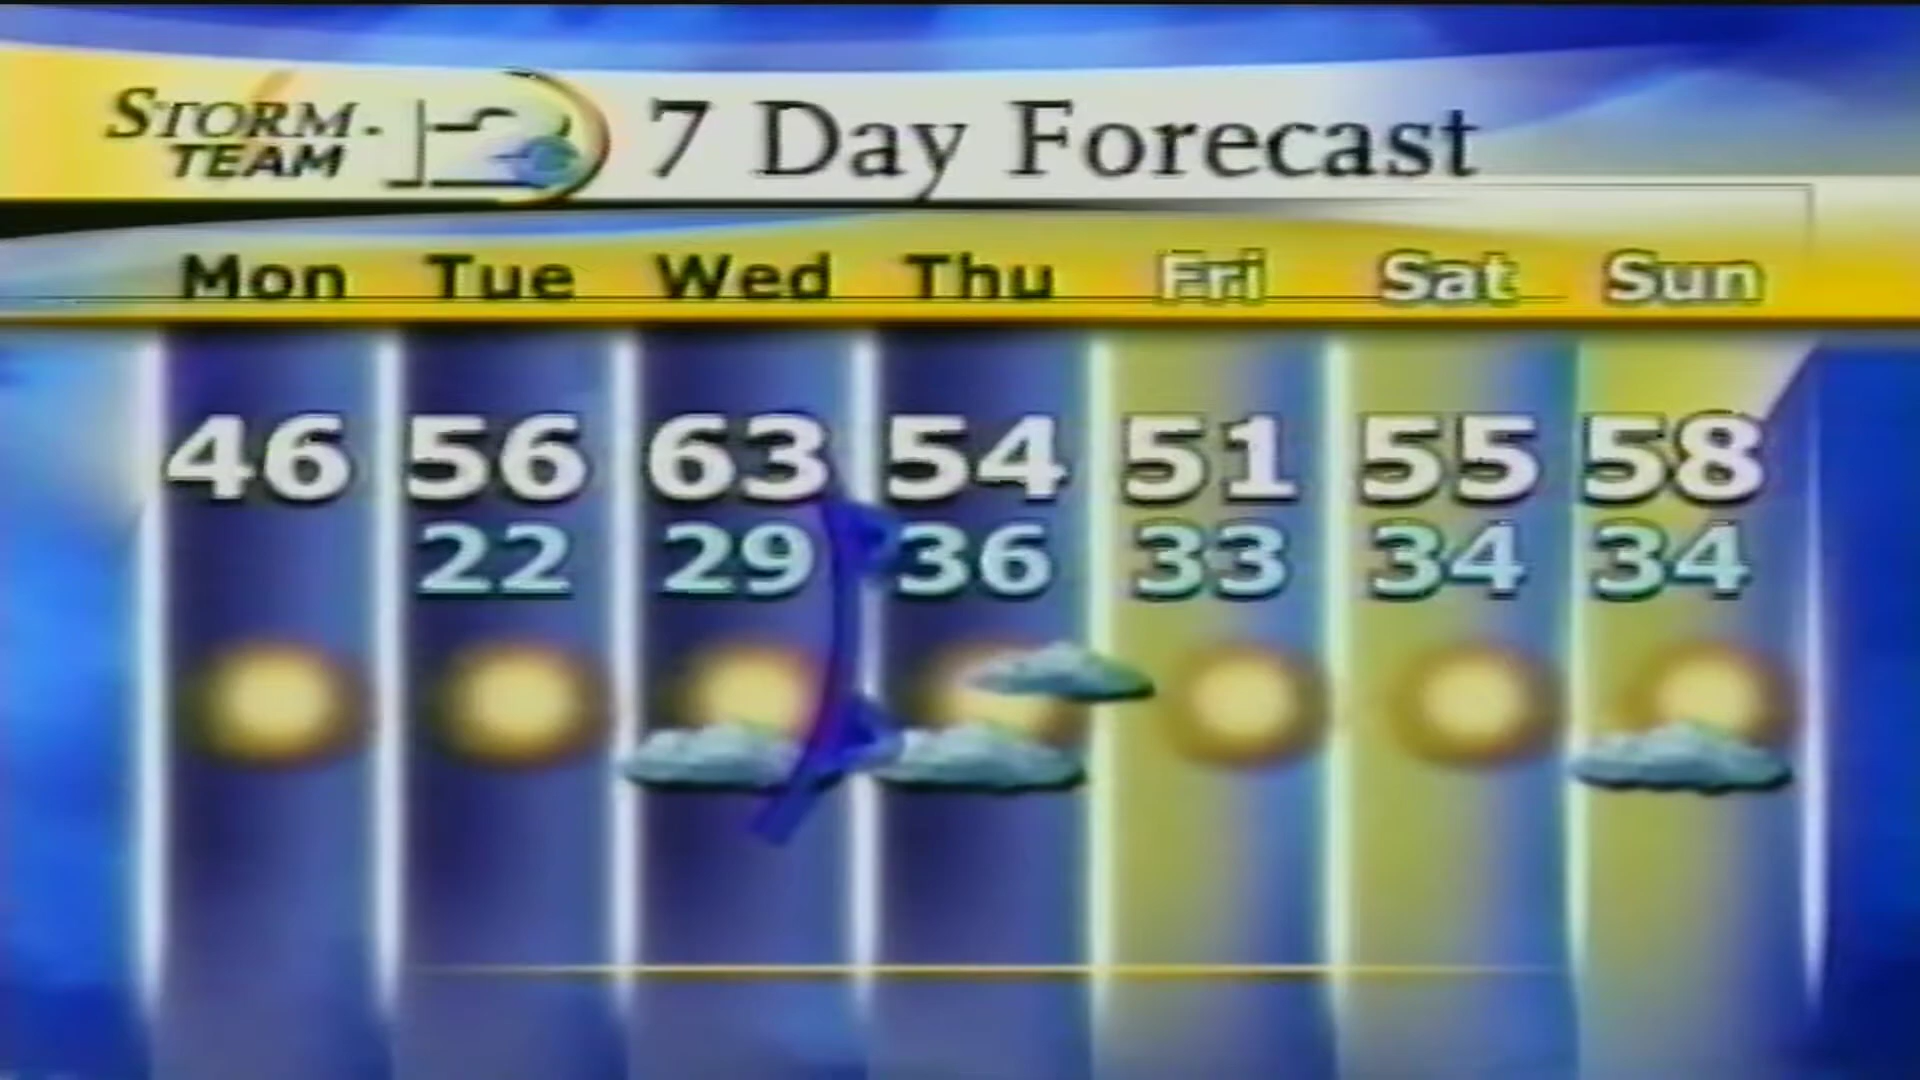 STORM-
TEAM
12
7 Day Forecast
Mon Tue Wed Thu Fri Sat Sun
46 56 63 54 51 55 58
22 29 36 33 34 34